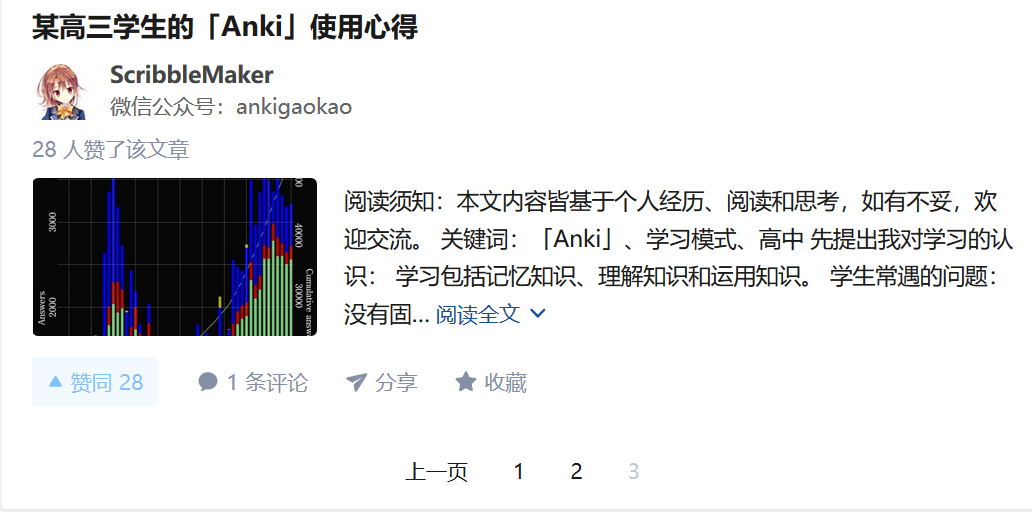 某高三学生的「Anki」使用心得
ScribbleMaker
微信公众号：ankigaokao
28 人赞了该文章
3000
2000
Answers
00
40000
30000
Cumulative answ
阅读须知：本文内容皆基于个人经历、阅读和思考，如有不妥，欢
迎交流。 关键词：「Anki」、学习模式、高中 先提出我对学习的认
识： 学习包括记忆知识、理解知识和运用知识。 学生常遇的问题：
没有固... 阅读全文
赞同 28
1 条评论
分享
收藏
上一页 1 2 3